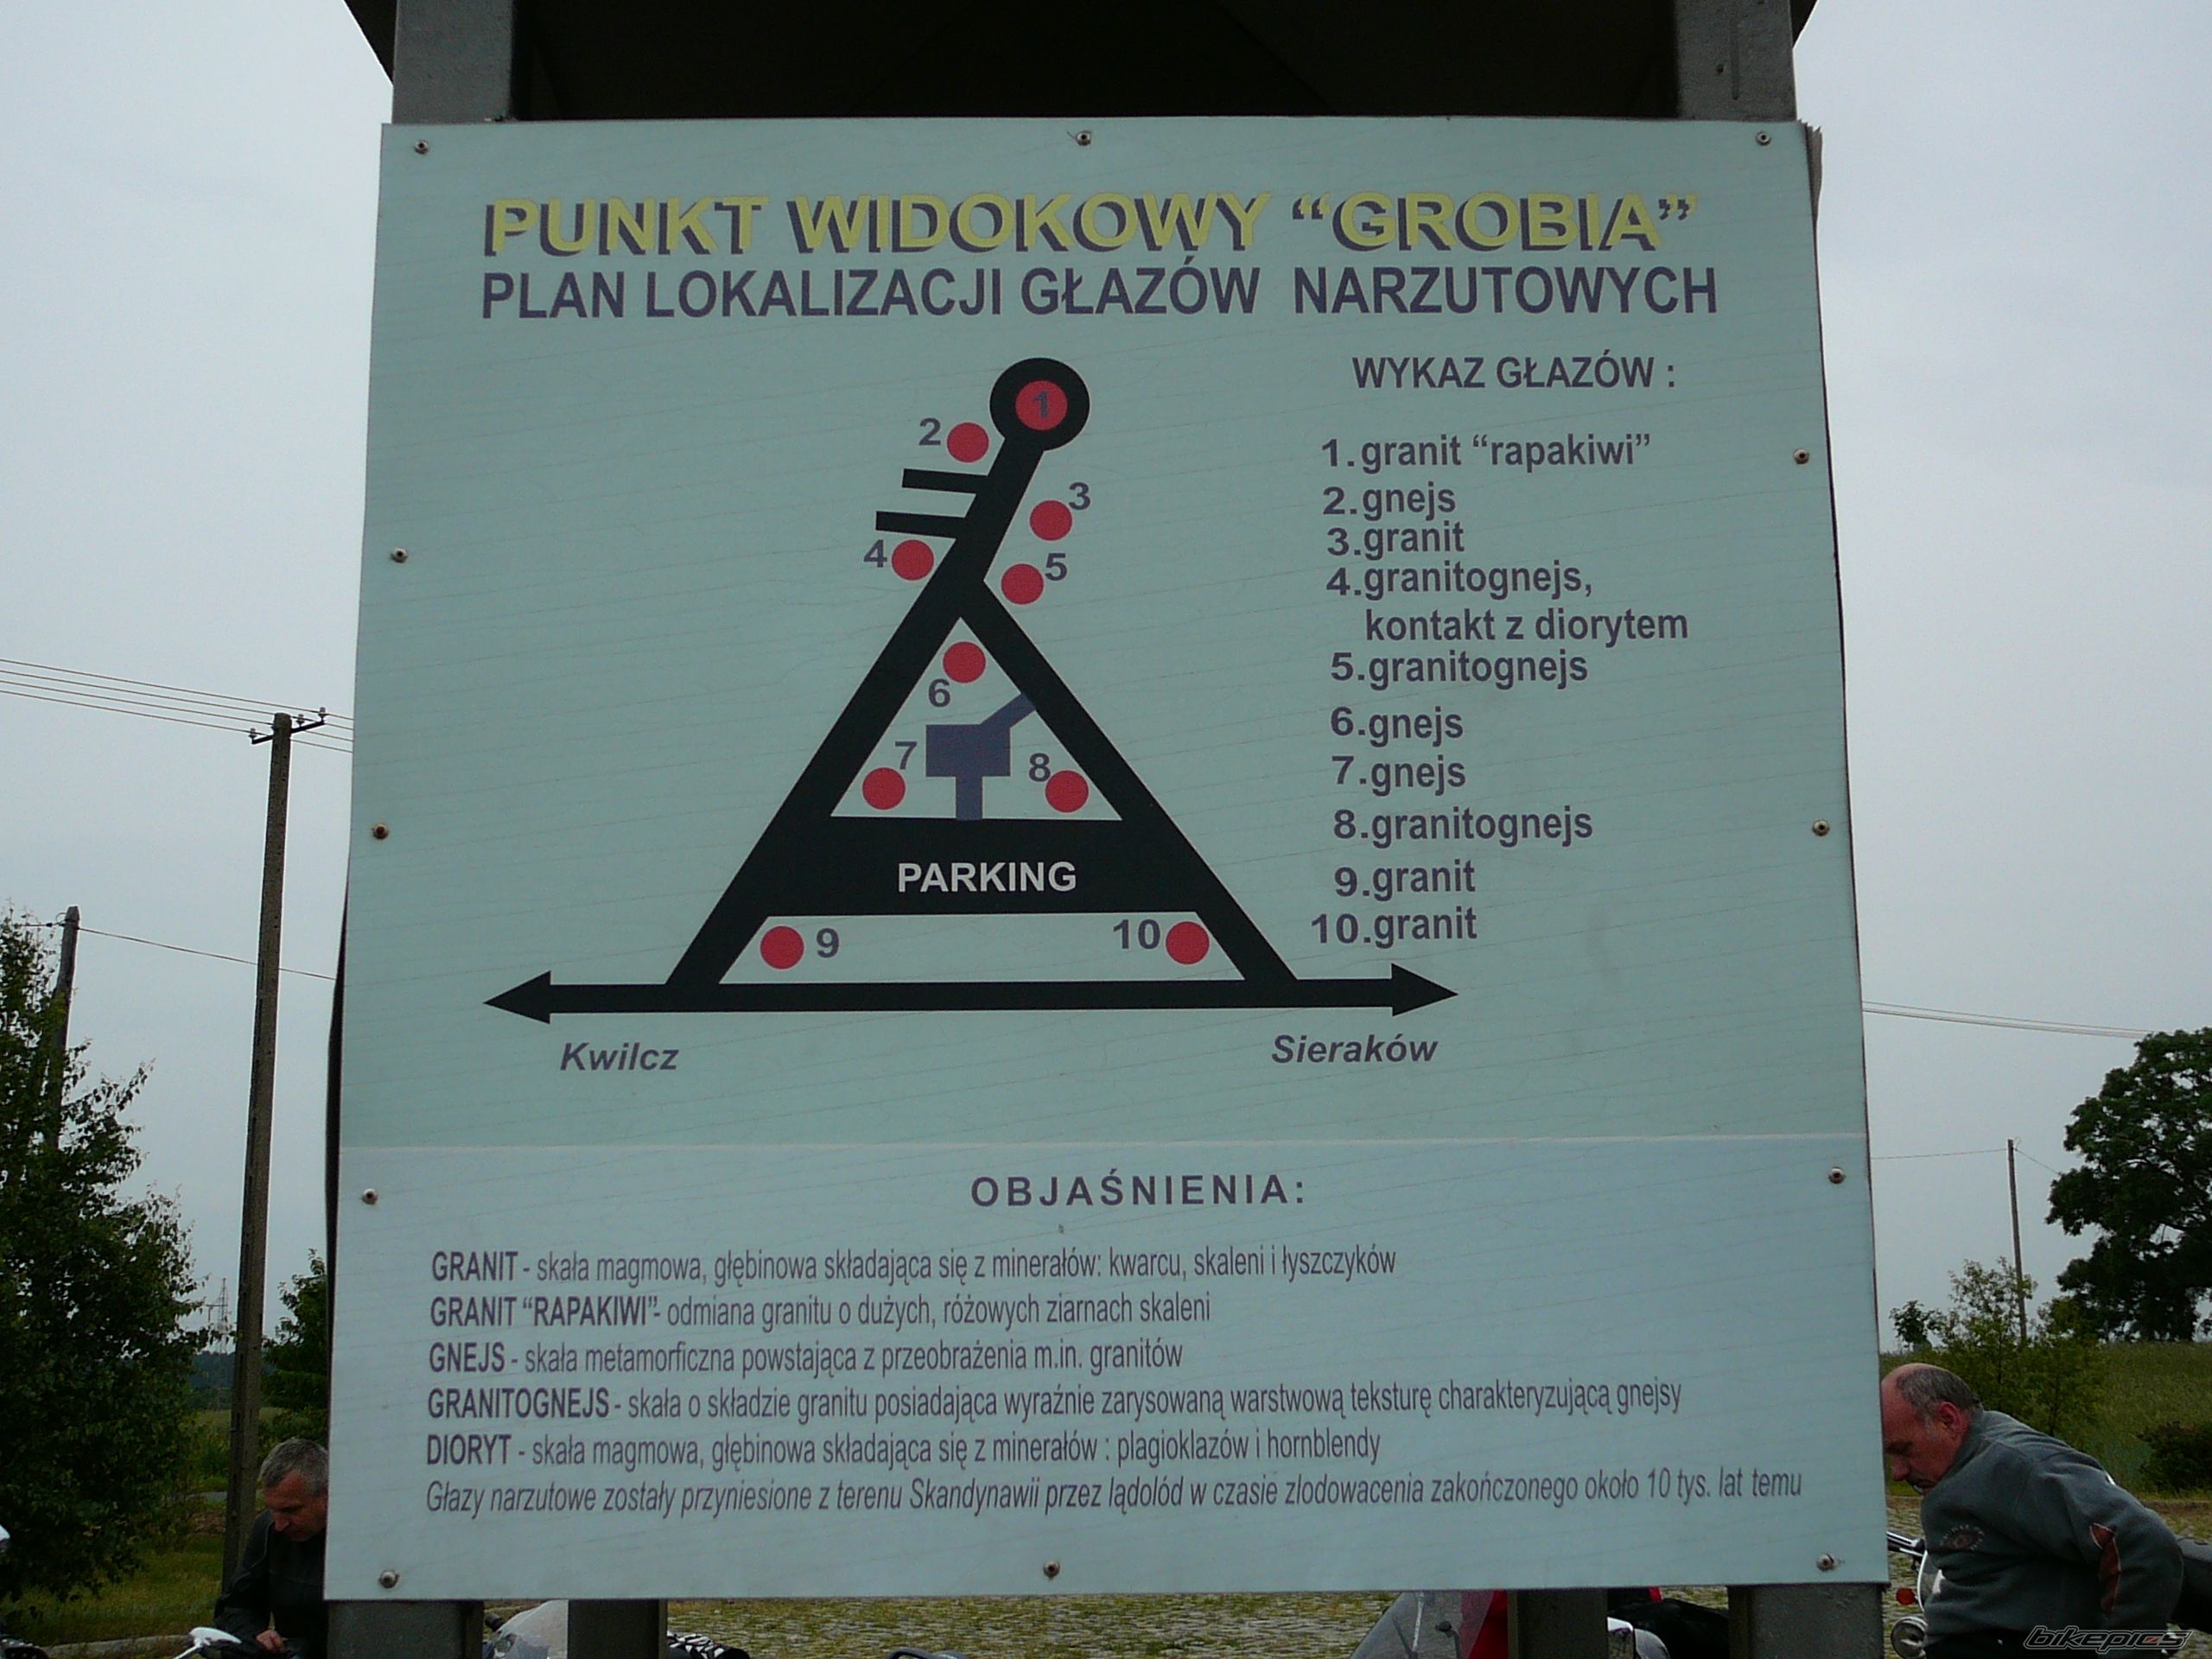 PUNKT WIDOKOWY “GROBIA”
PLAN LOKALIZACJI GŁAZÓW NARZUTOWYCH
WYKAZ GŁAZÓW :
1.granit “rapakiwi”
2.gnejs
3.granit
4.granitognejs,
kontakt z diorytem
5.granitognejs
6.gnejs
7.gnejs
8.granitognejs
9.granit
10.granit
1
2
3
4
5
6
7
8
PARKING
9
10
Kwilcz
Sieraków
OBJAŚNIENIA:
GRANIT - skała magmowa, głębinowa składająca się z minerałów: kwarcu, skaleni i łyszczyków
GRANIT “RAPAKIWI”- odmiana granitu o dużych, różowych ziarnach skaleni
GNEJS - skała metamorficzna powstająca z przeobrażenia m.in. granitów
GRANITOGNEJS - skała o składzie granitu posiadająca wyraźnie zarysowaną warstwową teksturę charakteryzującą gnejsy
DIORYT - skała magmowa, głębinowa składająca się z minerałów : plagioklazów i hornblendy
Głazy narzutowe zostały przyniesione z terenu Skandynawii przez lądolód w czasie zlodowacenia zakończonego około 10 tys. lat temu
bikepics